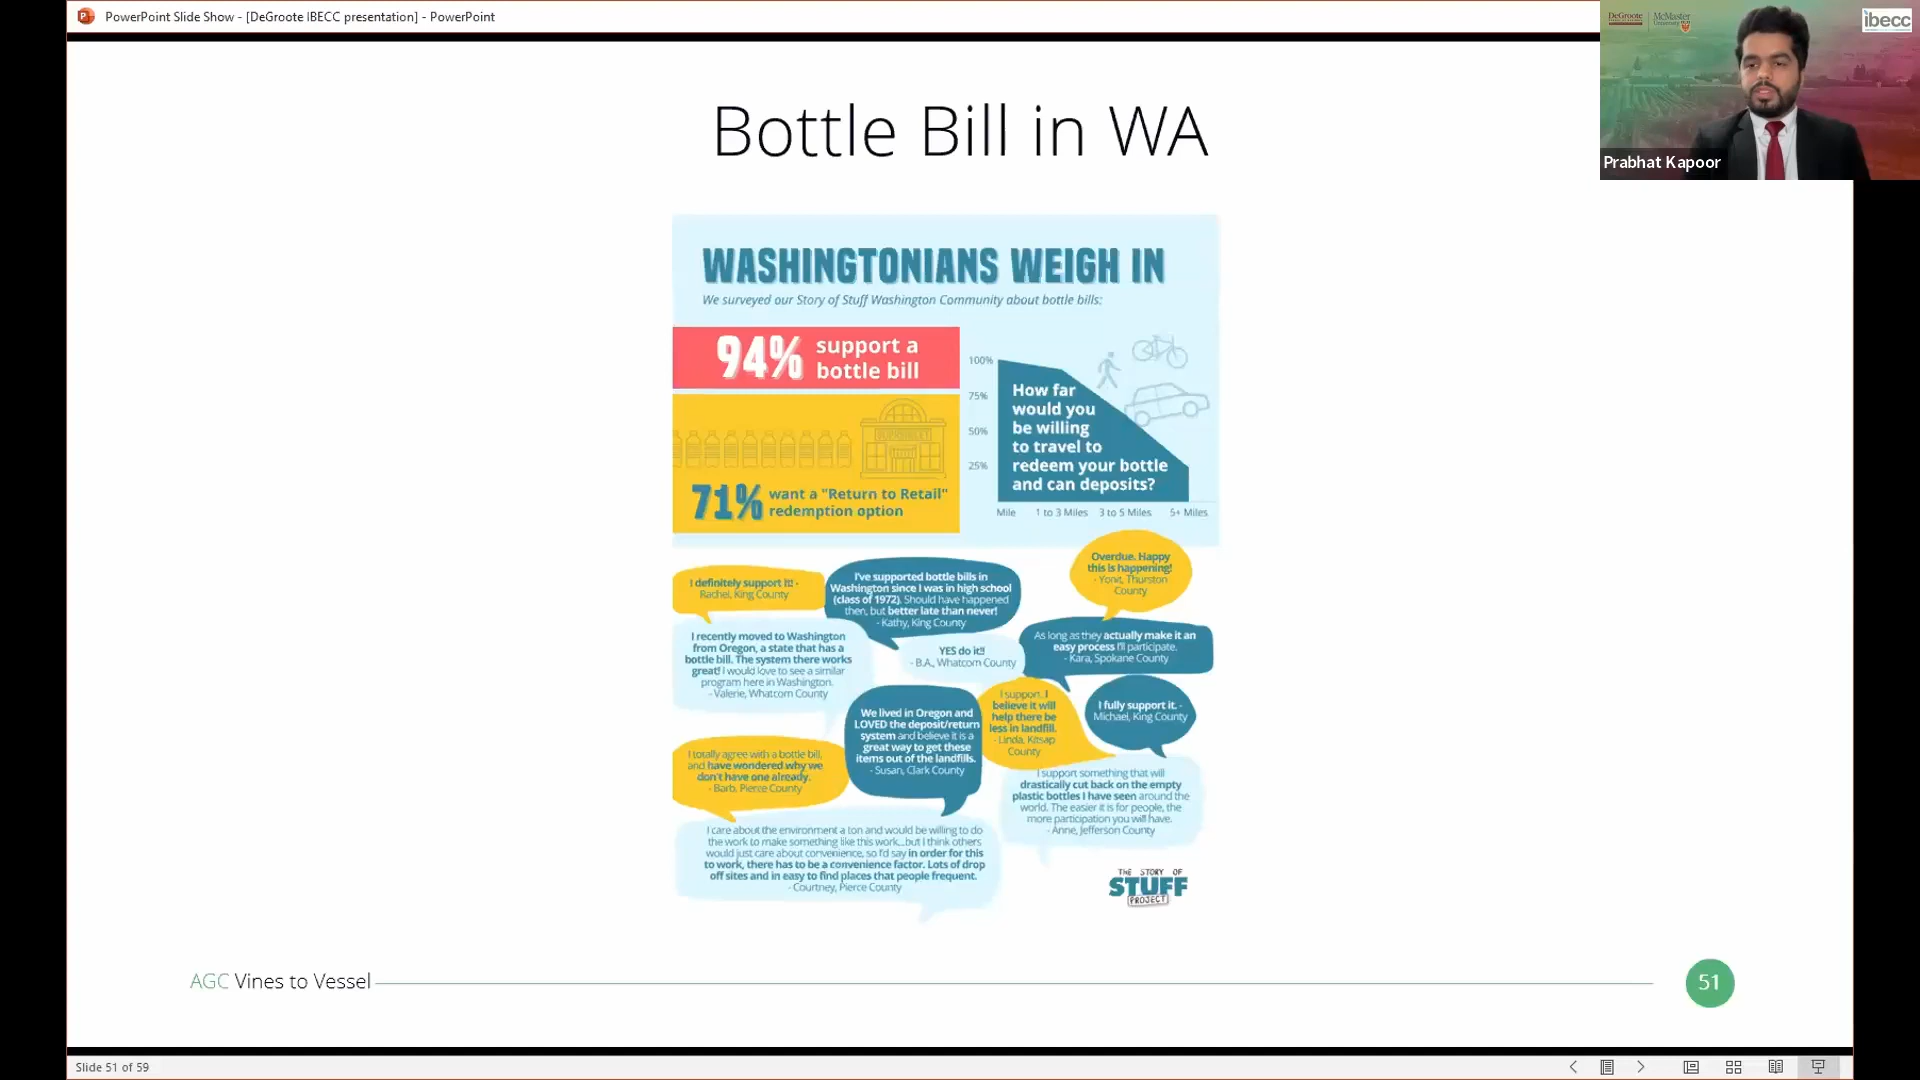 PowerPoint Slide Show - [DeGroote IBECC presentation] - PowerPoint
DeGroote
McMaster
University
ibecc
Prabhat Kapoor
Bottle Bill in WA
WASHINGTONIANS WEIGH IN
We surveyed our Story of Stuff Washington Community about bottle bills:
94% support a
bottle bill
71% want a "Return to Retail"
redemption option
100%
75%
50%
25%
How far
would you
be willing
to travel to
redeem your bottle
and can deposits?
Mile 1 to 3 Miles 3 to 5 Miles 5+ Miles
I definitely support it! -
Rachel, King County
I've supported bottle bills in
Washington since I was in high school
(class of 1972). Should have happened
then, but better late than never!
- Kathy, King County
Overdue. Happy
this is happening!
- Yonit, Thurston
County
I recently moved to Washington
from Oregon, a state that has a
bottle bill. The system there works
great! I would love to see a similar
program here in Washington.
- Valerie, Whatcom County
YES do it!!
- B.A., Whatcom County
As long as they actually make it an
easy process I'll participate.
- Kara, Spokane County
We lived in Oregon and
LOVED the deposit/return
system and believe it is a
great way to get these
items out of the landfills.
- Susan, Clark County
I support. I
believe it will
help there be
less in landfill.
- Linda, Kitsap
County
I fully support it. -
Michael, King County
I totally agree with a bottle bill,
and have wondered why we
don't have one already.
- Barb, Pierce County
I support something that will
drastically cut back on the empty
plastic bottles I have seen around the
world. The easier it is for people, the
more participation you will have.
- Anne, Jefferson County
I care about the environment a ton and would be willing to do
the work to make something like this work...but I think others
would just care about convenience, so I'd say in order for this
to work, there has to be a convenience factor. Lots of drop
off sites and in easy to find places that people frequent.
- Courtney, Pierce County
THE STORY OF
STUFF
PROJECT
AGC Vines to Vessel
51
Slide 51 of 59